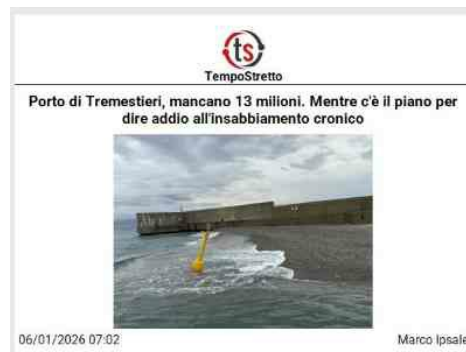 ts
TempoStretto
Porto di Tremestieri, mancano 13 milioni. Mentre c'è il piano per
dire addio all'insabbiamento cronico
06/01/2026 07:02
Marco Ipsale